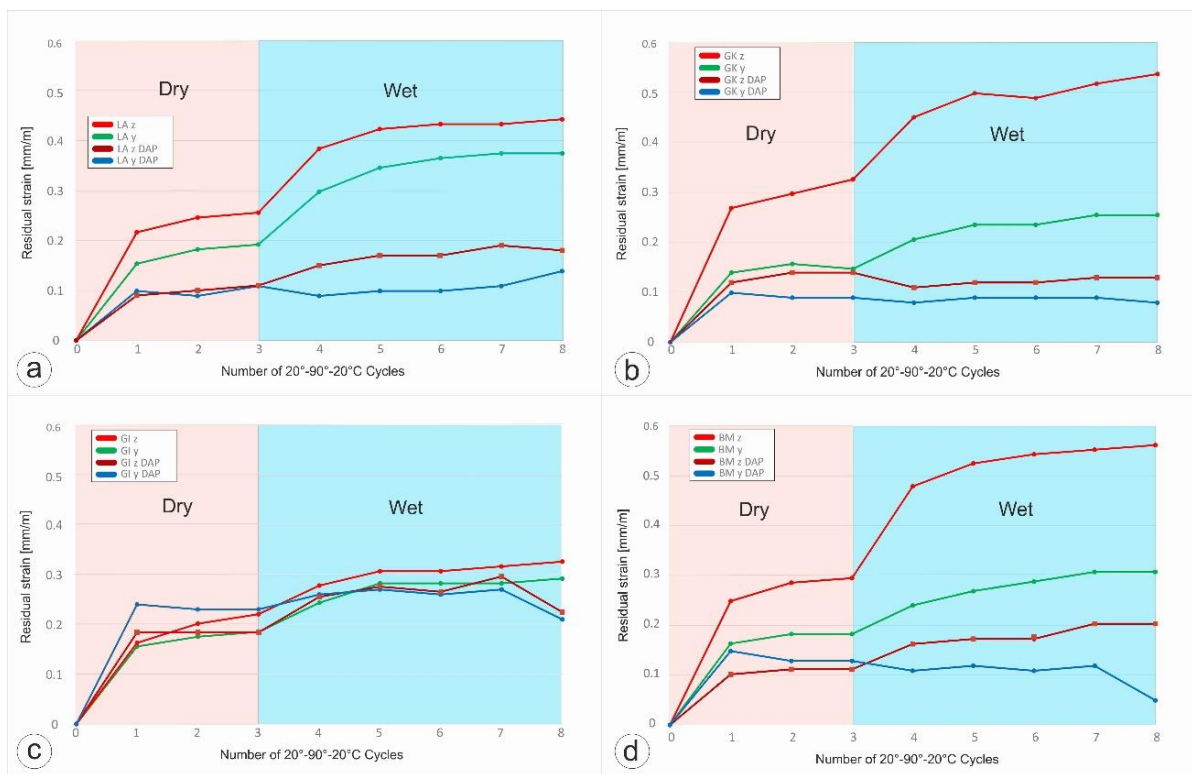 0.6
0.5
0.4
0.3
0.2
0.1
0
Residual strain [mm/m]
Dry
Wet
LA z
LA y
LA z DAP
LA y DAP
0 1 2 3 4 5 6 7 8
Number of 20°-90°-20°C Cycles
a
0.6
0.5
0.4
0.3
0.2
0.1
0
Residual strain [mm/m]
GK z
GK y
GK z DAP
GK y DAP
Dry
Wet
0 1 2 3 4 5 6 7 8
Number of 20°-90°-20°C Cycles
b
0.6
0.5
0.4
0.3
0.2
0.1
0
Residual strain [mm/m]
GI z
GI y
GI z DAP
GI y DAP
Dry
Wet
0 1 2 3 4 5 6 7 8
Number of 20°-90°-20°C Cycles
c
0.6
0.5
0.4
0.3
0.2
0.1
0
Residual strain [mm/m]
BM z
BM y
BM z DAP
BM y DAP
Dry
Wet
0 1 2 3 4 5 6 7 8
Number of 20°-90°-20°C Cycles
d